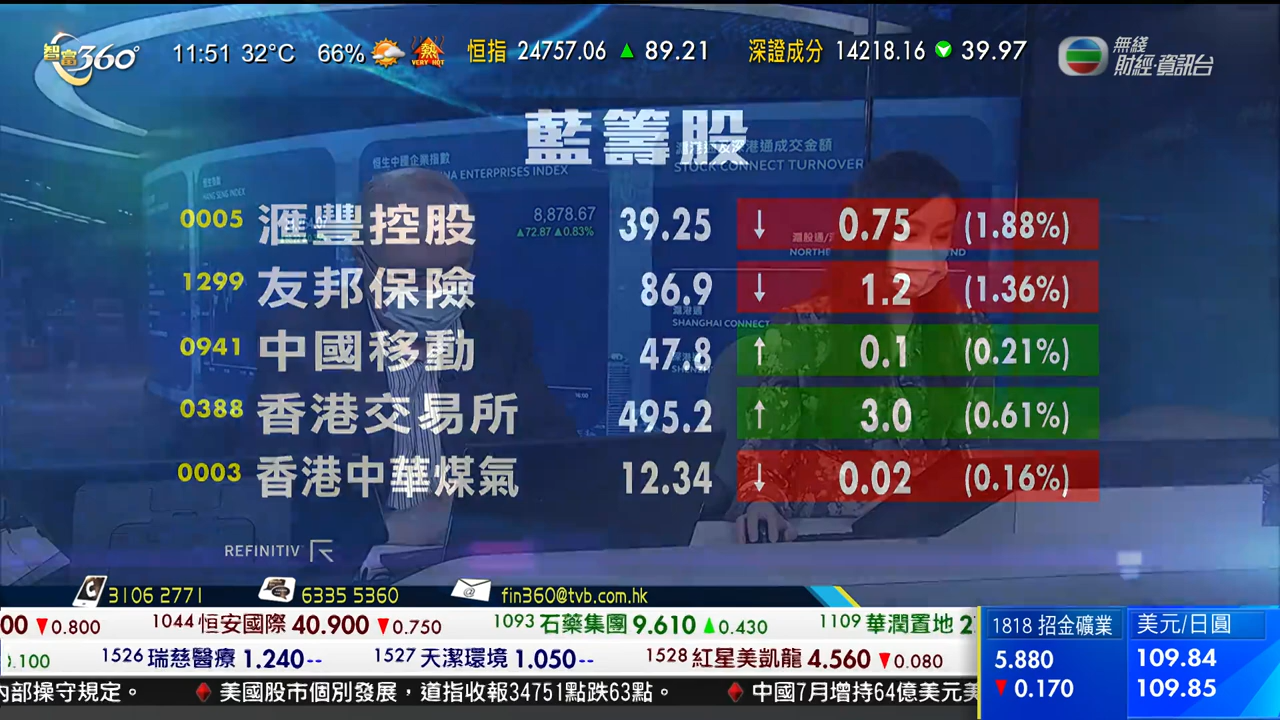 智富360°
11:51 32°C 66% VERY HOT 恒指 24757.06 ▲ 89.21 深證成分 14218.16 ▼ 39.97
無綫
財經·資訊台
藍籌股
恒生中國企業指數
HANG SENG INDEX
NA ENTERPRISES INDEX
港通成交金額
STOCK CONNECT TURNOVER
8,878.67
▲72.87 ▲0.83%
0005 滙豐控股 39.25 ↓ 0.75 (1.88%)
1299 友邦保險 86.9 ↓ 1.2 (1.36%)
SHANGHAI CONNECT
0941 中國移動 47.8 ↑ 0.1 (0.21%)
0388 香港交易所 495.2 ↑ 3.0 (0.61%)
0003 香港中華煤氣 12.34 ↓ 0.02 (0.16%)
REFINITIV
3106 2771 6335 5360 fin360@tvb.com.hk
00 ▼0.800 1044 恒安國際 40.900 ▼0.750 1093 石藥集團 9.610 ▲0.430 1109 華潤置地 2
.100 1526 瑞慈醫療 1.240-- 1527 天潔環境 1.050-- 1528 紅星美凱龍 4.560 ▼0.080
內部操守規定。 ♦ 美國股市個別發展，道指收報34751點跌63點。 ♦ 中國7月增持64億美元美
1818 招金礦業
5.880
▼0.170
美元/日圓
109.84
109.85